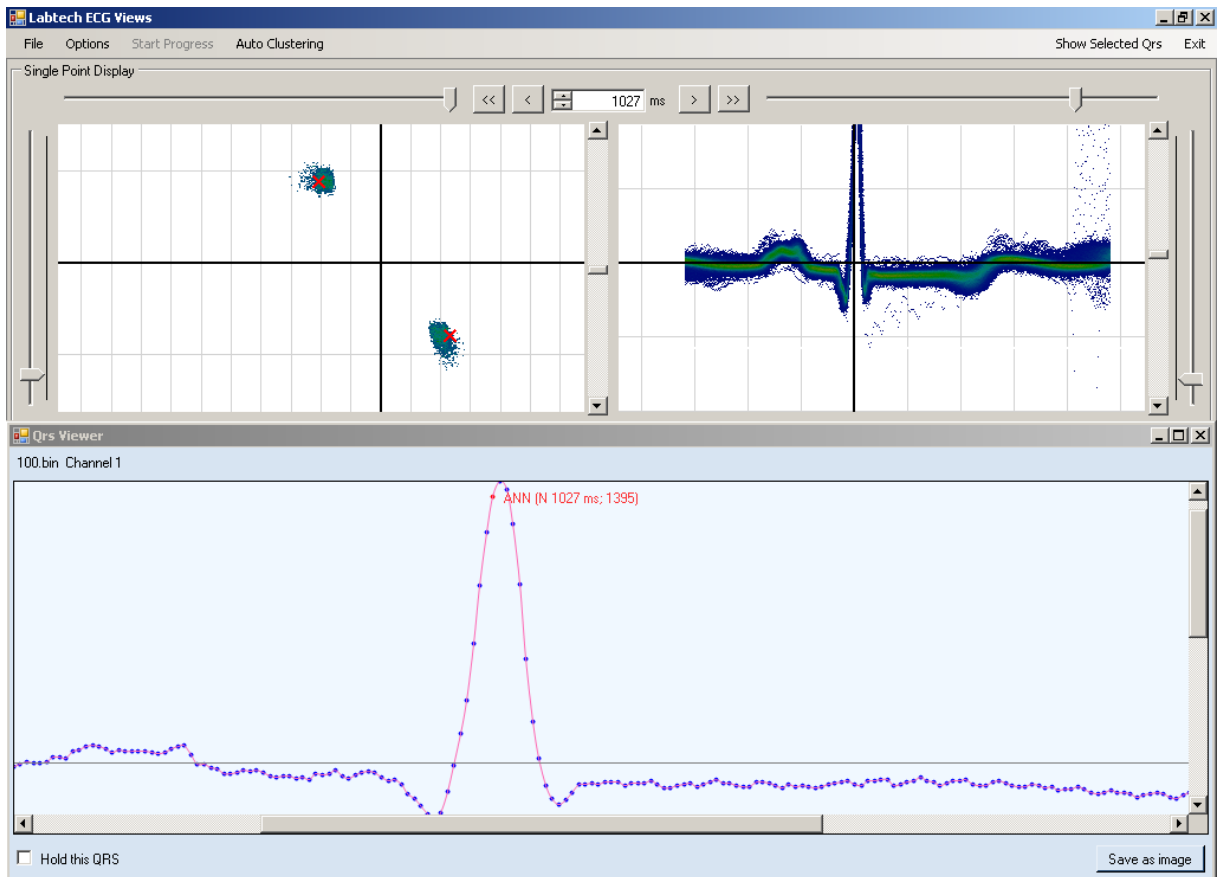 Labtech ECG Views
File Options Start Progress Auto Clustering Show Selected Qrs Exit
Single Point Display
<< < 1027 ms > >>
Qrs Viewer
100.bin Channel 1
ANN (N 1027 ms; 1395)
Hold this QRS
Save as image